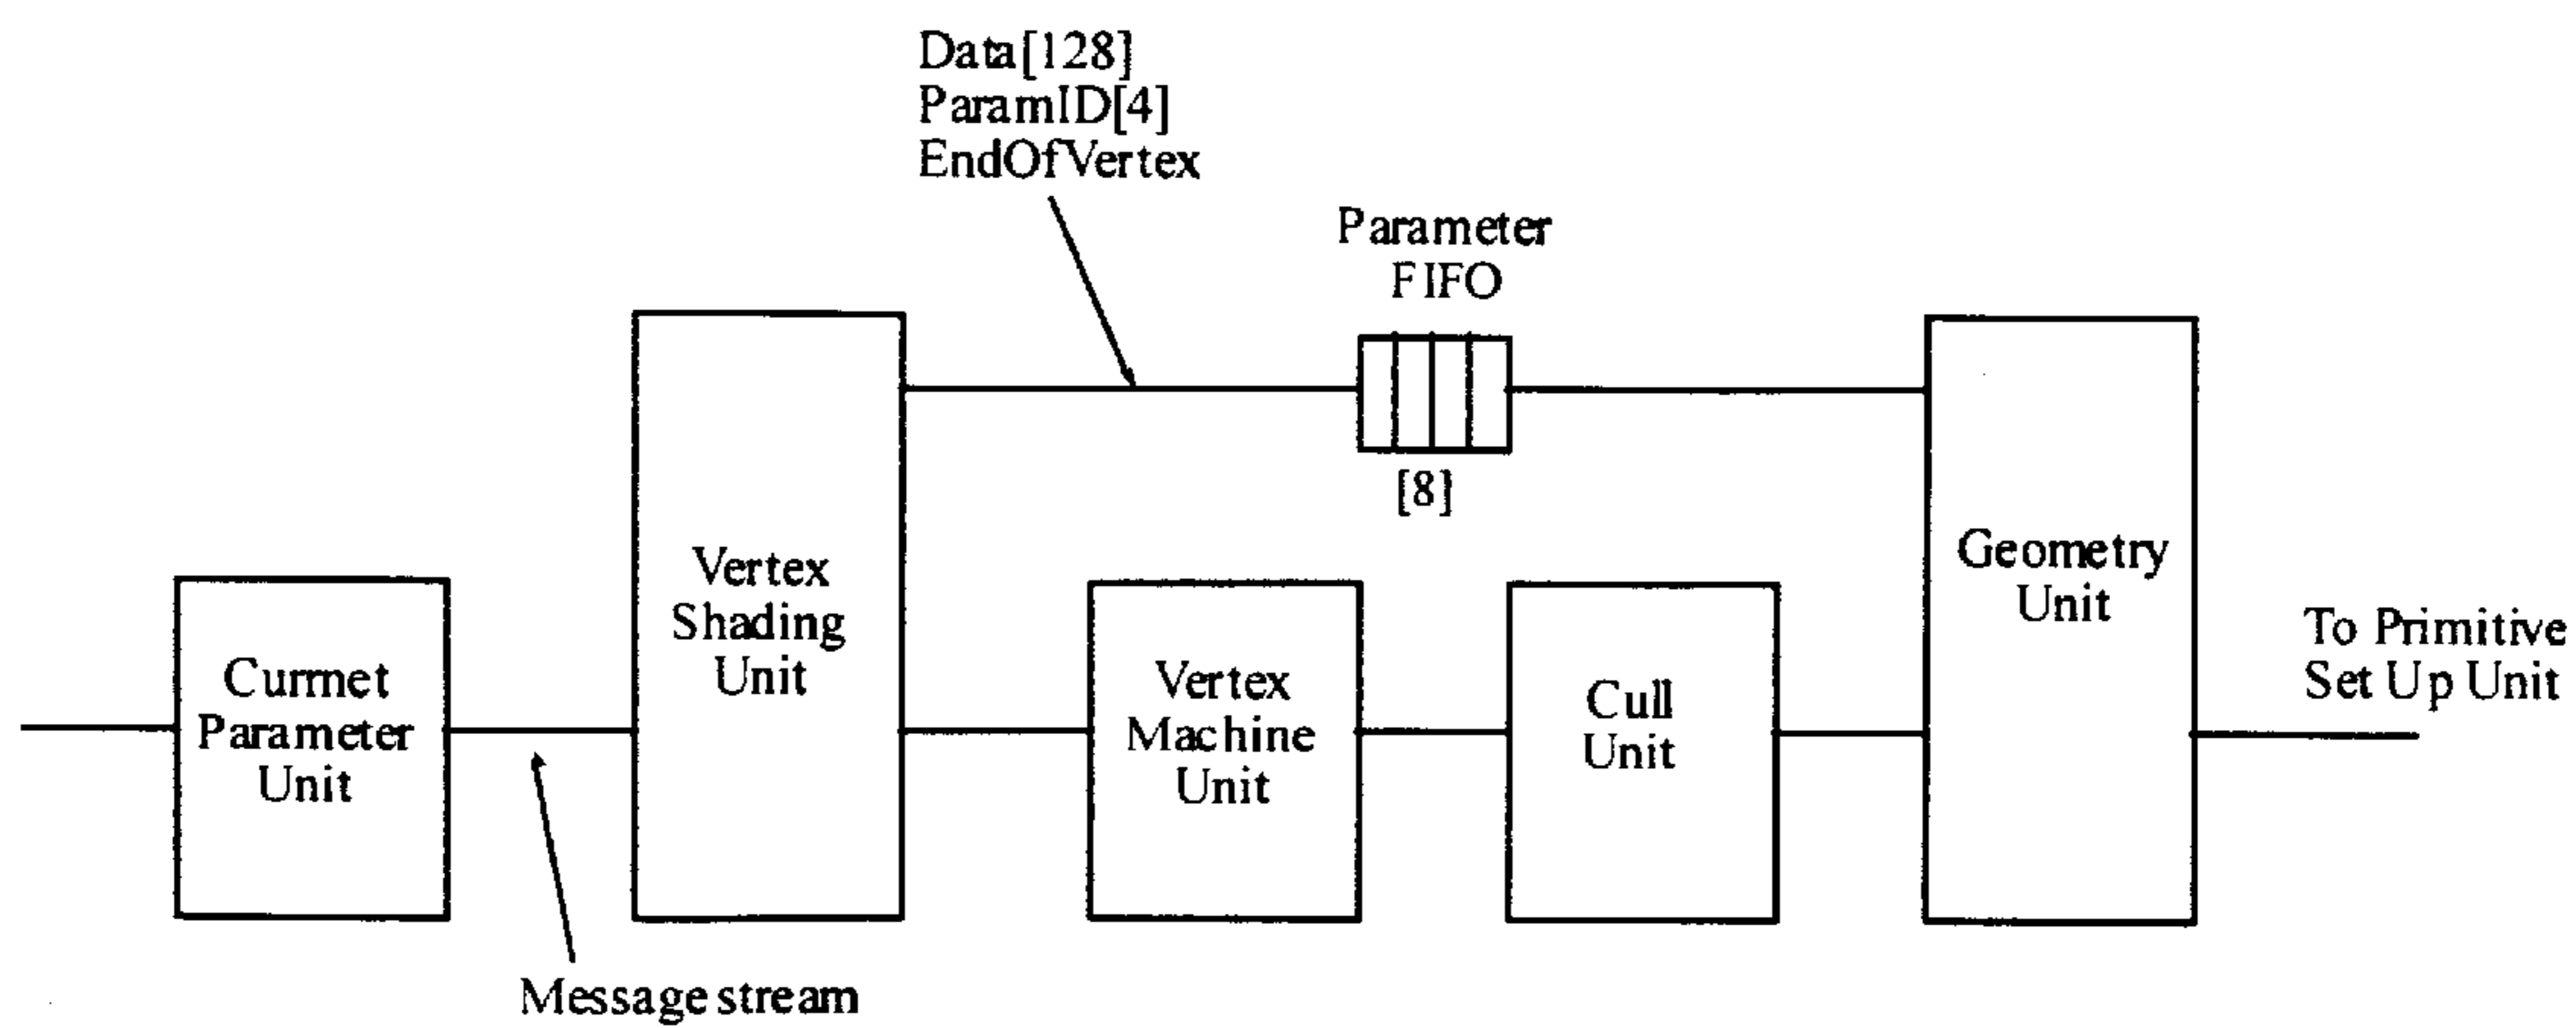 Data[128]
ParamID[4]
EndOfVertex
Parameter
FIFO
[8]
Currnet
Parameter
Unit
Vertex
Shading
Unit
Vertex
Machine
Unit
Cull
Unit
Geometry
Unit
To Primitive
Set Up Unit
Message stream